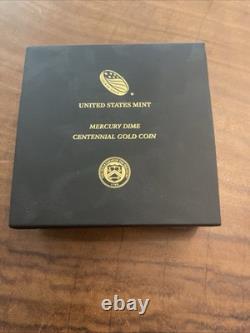 UNITED STATES MINT
MERCURY DIME
CENTENNIAL GOLD COIN